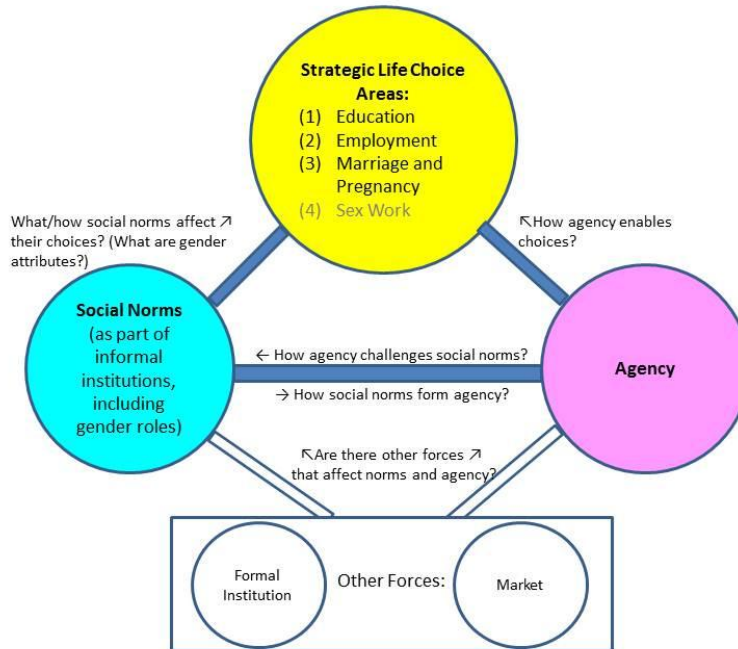 Strategic Life Choice
Areas:
(1) Education
(2) Employment
(3) Marriage and
Pregnancy
(4) Sex Work
What/how social norms affect ↗
their choices? (What are gender
attributes?)
↖How agency enables
choices?
Social Norms
(as part of
informal
institutions,
including
gender roles)
← How agency challenges social norms?
→ How social norms form agency?
Agency
↖Are there other forces ↗
that affect norms and agency?
Formal
Institution
Other Forces:
Market